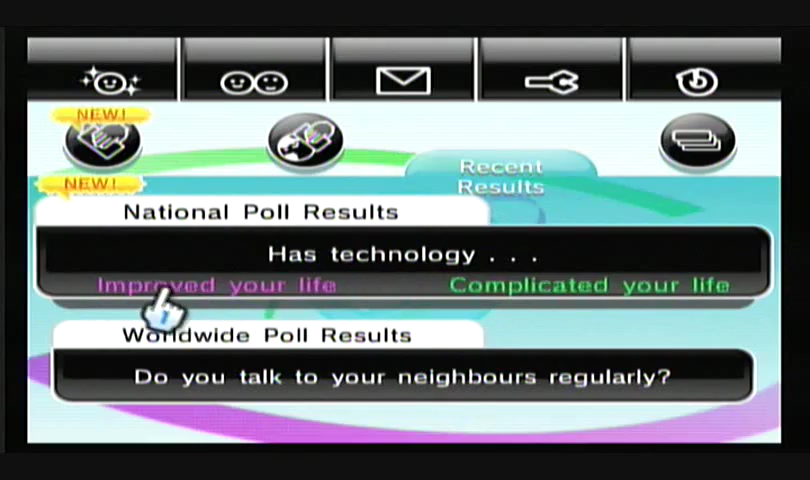 NEW!
Recent
Results
NEW!
National Poll Results
Has technology . . .
Improved your life
Complicated your life
1
Worldwide Poll Results
Do you talk to your neighbours regularly?